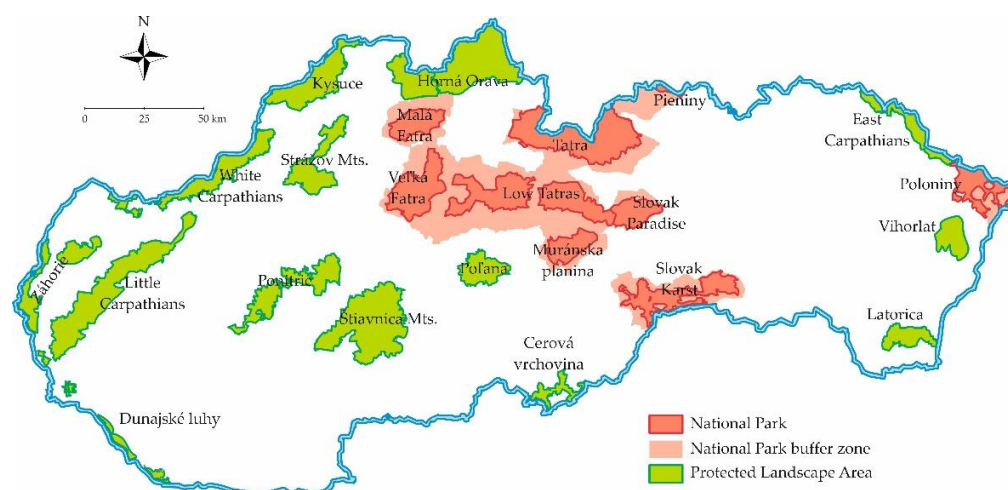 N
0 25 50 km
Kysuce
Horná Orava
Pieniny
Malá
Fatra
Tatra
East
Carpathians
Strážov Mts.
White
Carpathians
Veľká
Fatra
Low Tatras
Poloniny
Slovak
Paradise
Vihorlat
Muránska
planina
Poľana
Záhorie
Little
Carpathians
Ponitrie
Slovak
Karst
Štiavnica Mts.
Latorica
Cerová
vrchovina
Dunajské luhy
National Park
National Park buffer zone
Protected Landscape Area